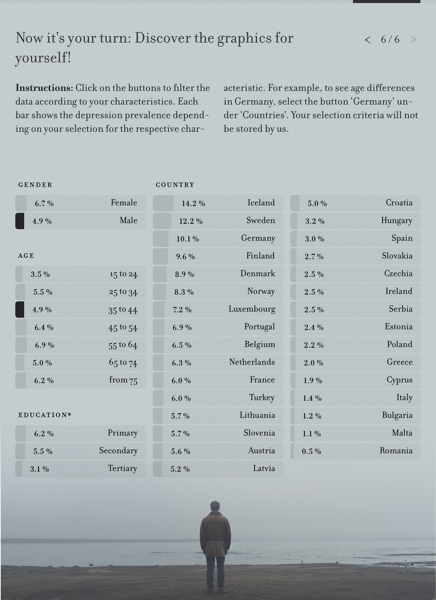 Now it's your turn: Discover the graphics for
yourself!
< 6/6 >
Instructions: Click on the buttons to filter the
data according to your characteristics. Each
bar shows the depression prevalence depend-
ing on your selection for the respective char-
acteristic. For example, to see age differences
in Germany, select the button 'Germany' un-
der 'Countries'. Your selection criteria will not
be stored by us.
GENDER
6.7 % Female
4.9 % Male
AGE
3.5 % 15 to 24
5.5 % 25 to 34
4.9 % 35 to 44
6.4 % 45 to 54
6.9 % 55 to 64
5.0 % 65 to 74
6.2 % from 75
EDUCATION*
6.2 % Primary
5.5 % Secondary
3.1 % Tertiary
COUNTRY
14.2 % Iceland
12.2 % Sweden
10.1 % Germany
9.6 % Finland
8.9 % Denmark
8.3 % Norway
7.2 % Luxembourg
6.9 % Portugal
6.5 % Belgium
6.3 % Netherlands
6.0 % France
6.0 % Turkey
5.7 % Lithuania
5.7 % Slovenia
5.6 % Austria
5.2 % Latvia
5.0 % Croatia
3.2 % Hungary
3.0 % Spain
2.7 % Slovakia
2.5 % Czechia
2.5 % Ireland
2.5 % Serbia
2.4 % Estonia
2.2 % Poland
2.0 % Greece
1.9 % Cyprus
1.4 % Italy
1.2 % Bulgaria
1.1 % Malta
0.5 % Romania